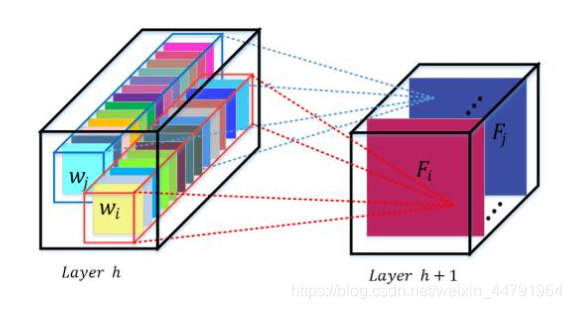 w_j
w_i
F_j
F_i
Layer h
Layer h + 1
https://blog.csdn.net/weixin_44791964